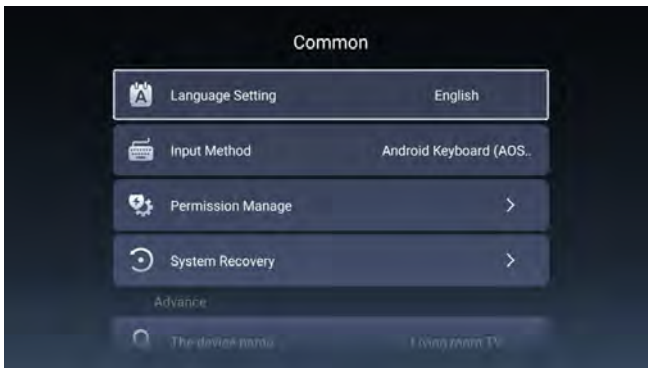 Common
Language Setting English
Input Method Android Keyboard (AOS..
Permission Manage
System Recovery
Advance
The device name Living room TV